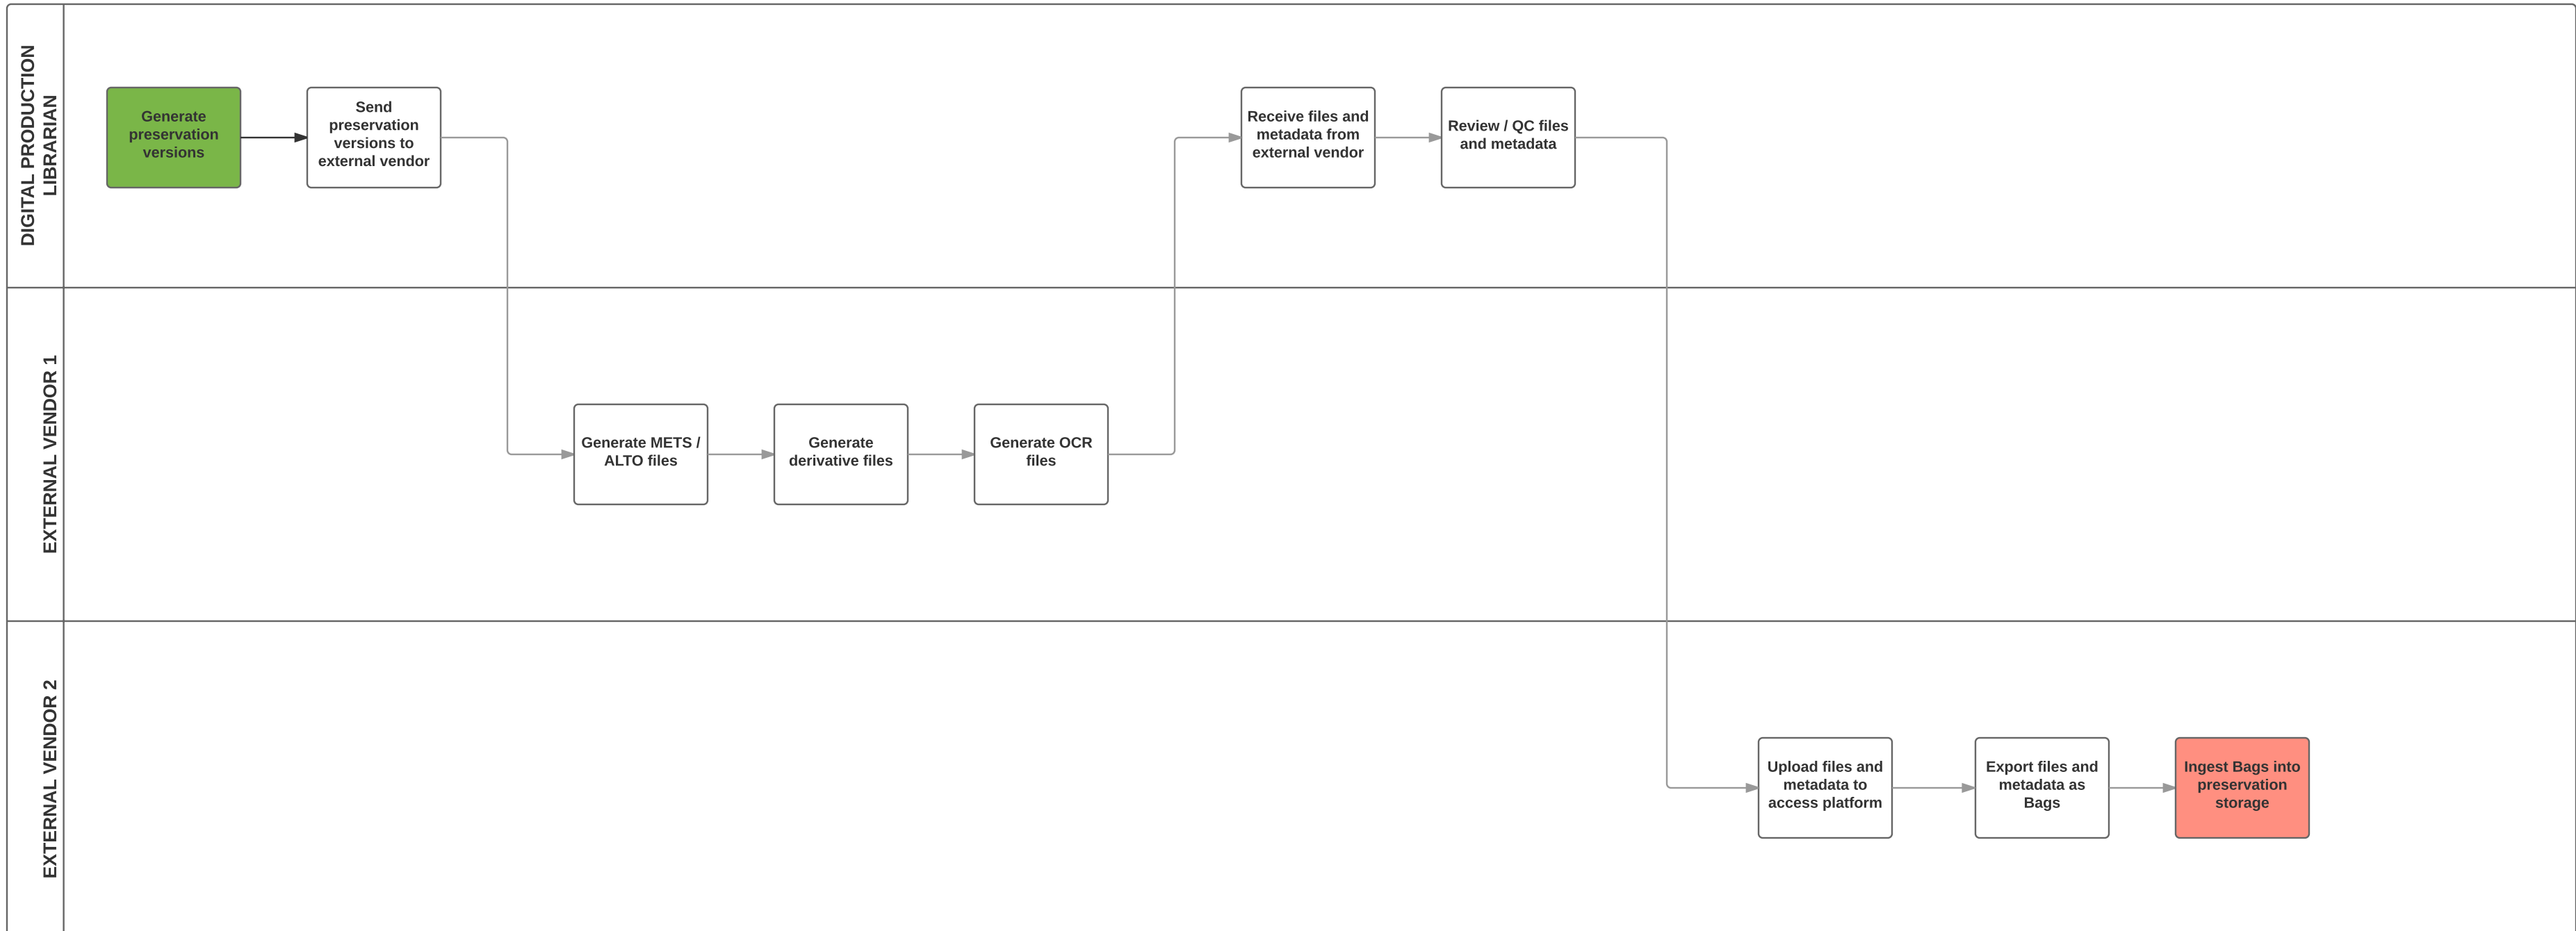 DIGITAL PRODUCTION
LIBRARIAN
Generate
preservation
versions
Send
preservation
versions to
external vendor
Receive files and
metadata from
external vendor
Review / QC files
and metadata
EXTERNAL VENDOR 1
Generate METS /
ALTO files
Generate
derivative files
Generate OCR
files
EXTERNAL VENDOR 2
Upload files and
metadata to
access platform
Export files and
metadata as
Bags
Ingest Bags into
preservation
storage